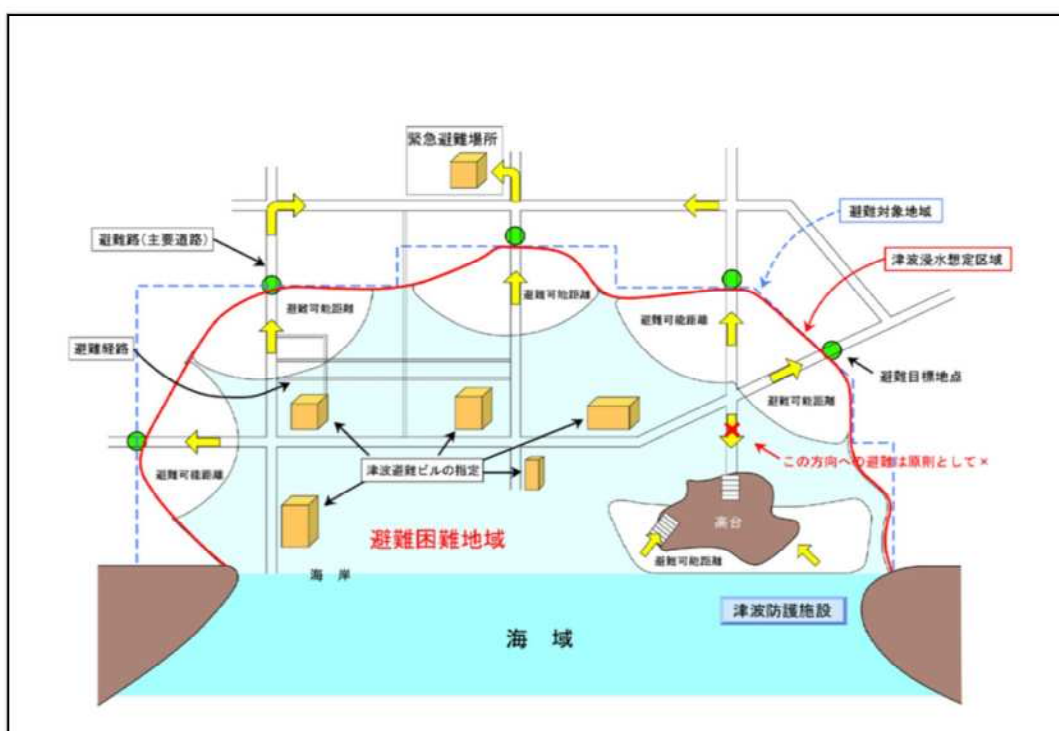 緊急避難場所
避難対象地域
避難路(主要道路)
津波浸水想定区域
避難可能距離
避難可能距離
避難可能距離
避難経路
避難目標地点
避難可能距離
避難可能距離
津波避難ビルの指定
この方向への避難は原則として×
高台
避難困難地域
避難可能距離
海 岸
津波防護施設
海 域